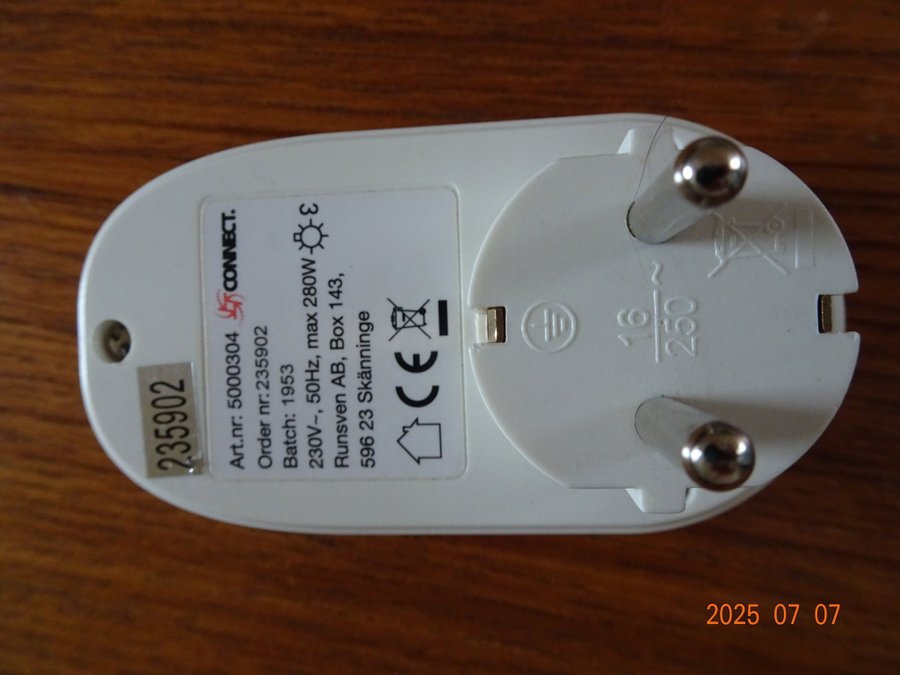 CONNECT.
Art.nr: 5000304
Order nr:235902
Batch: 1953
230V~, 50Hz, max 280W
Runsven AB, Box 143,
596 23 Skänninge
CE
235902
16
250~
2025 07 07